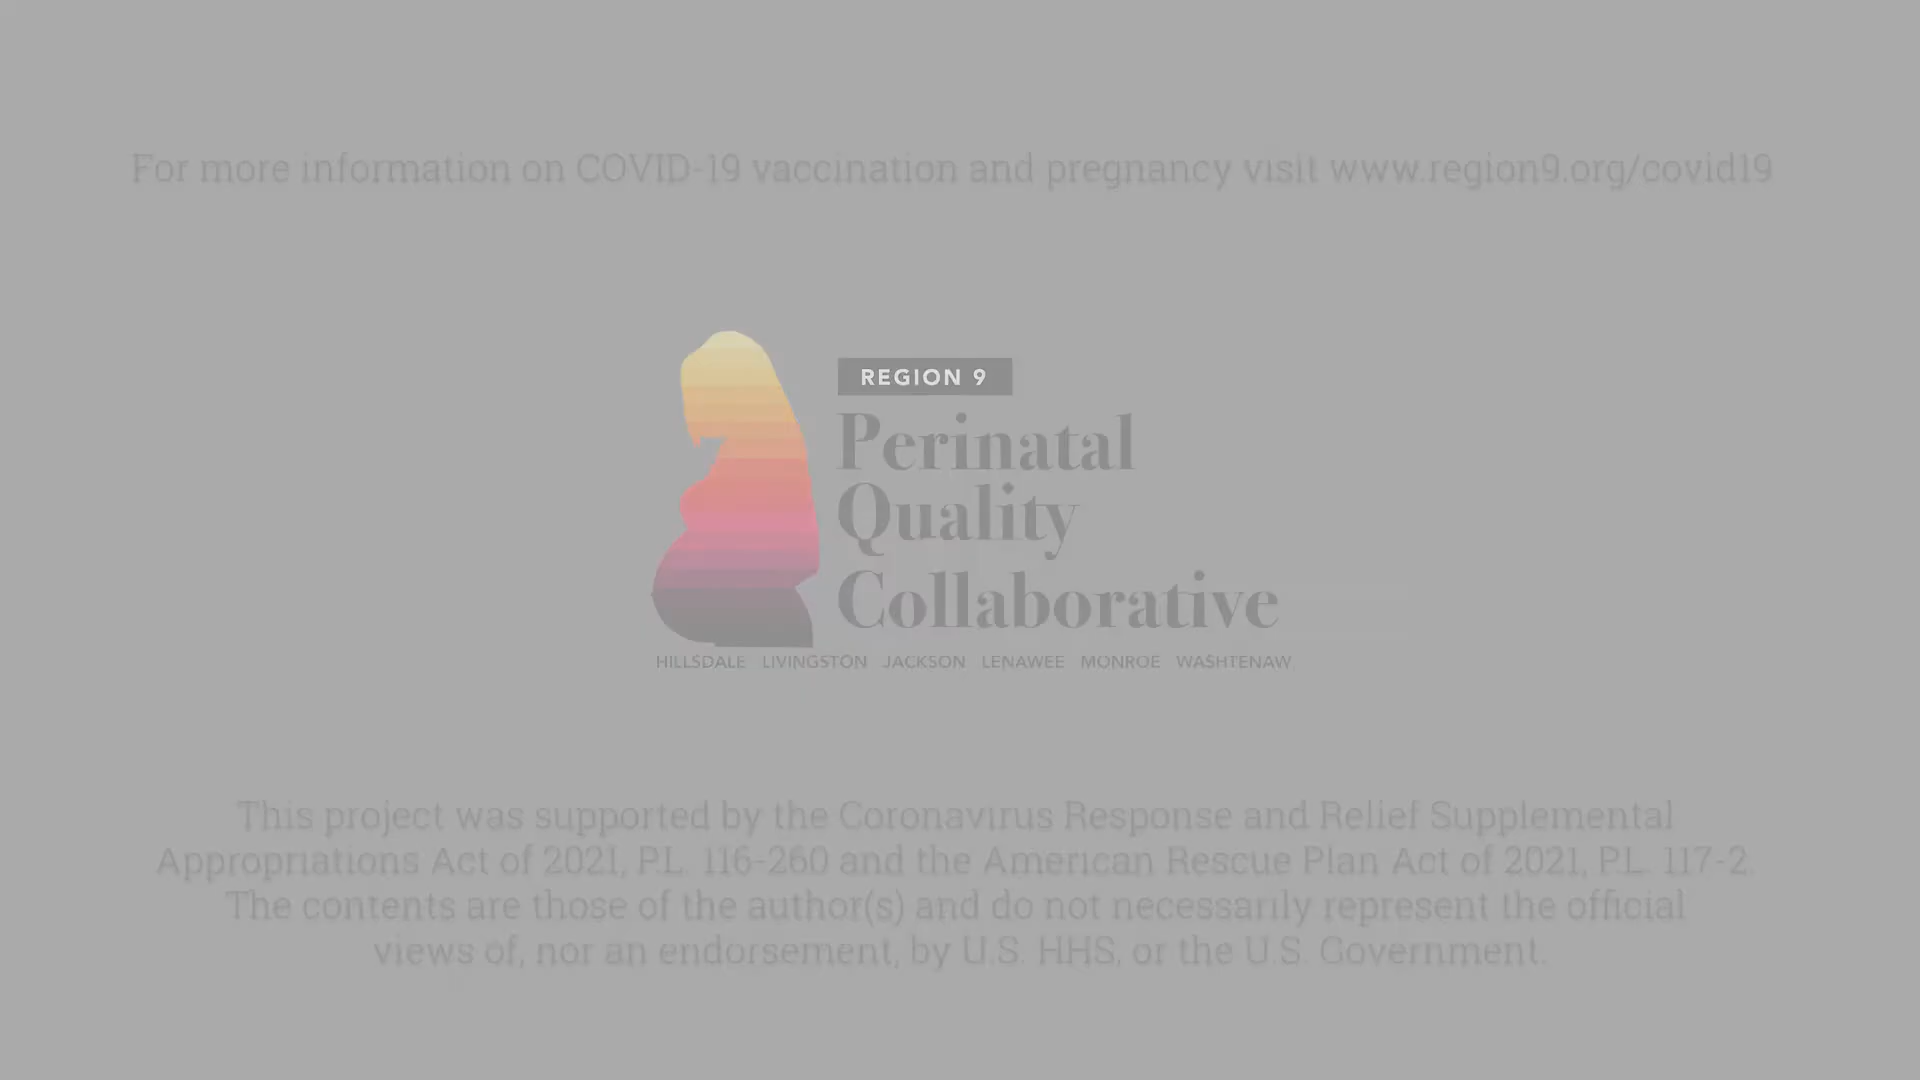 For more information on COVID-19 vaccination and pregnancy visit www.region9.org/covid19
REGION 9
Perinatal
Quality
Collaborative
HILLSDALE LIVINGSTON JACKSON LENAWEE MONROE WASHTENAW
This project was supported by the Coronavirus Response and Relief Supplemental
Appropriations Act of 2021, P.L. 116-260 and the American Rescue Plan Act of 2021, P.L. 117-2.
The contents are those of the author(s) and do not necessarily represent the official
views of, nor an endorsement, by U.S. HHS, or the U.S. Government.